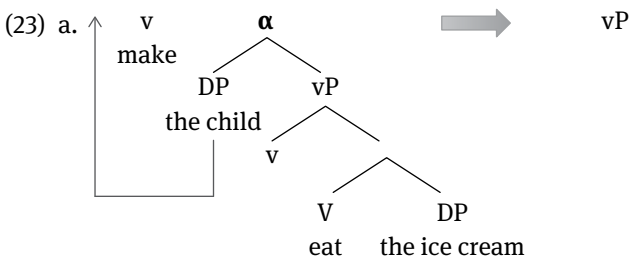 (23) a. v α vP
make
DP vP
the child
v
V DP
eat the ice cream